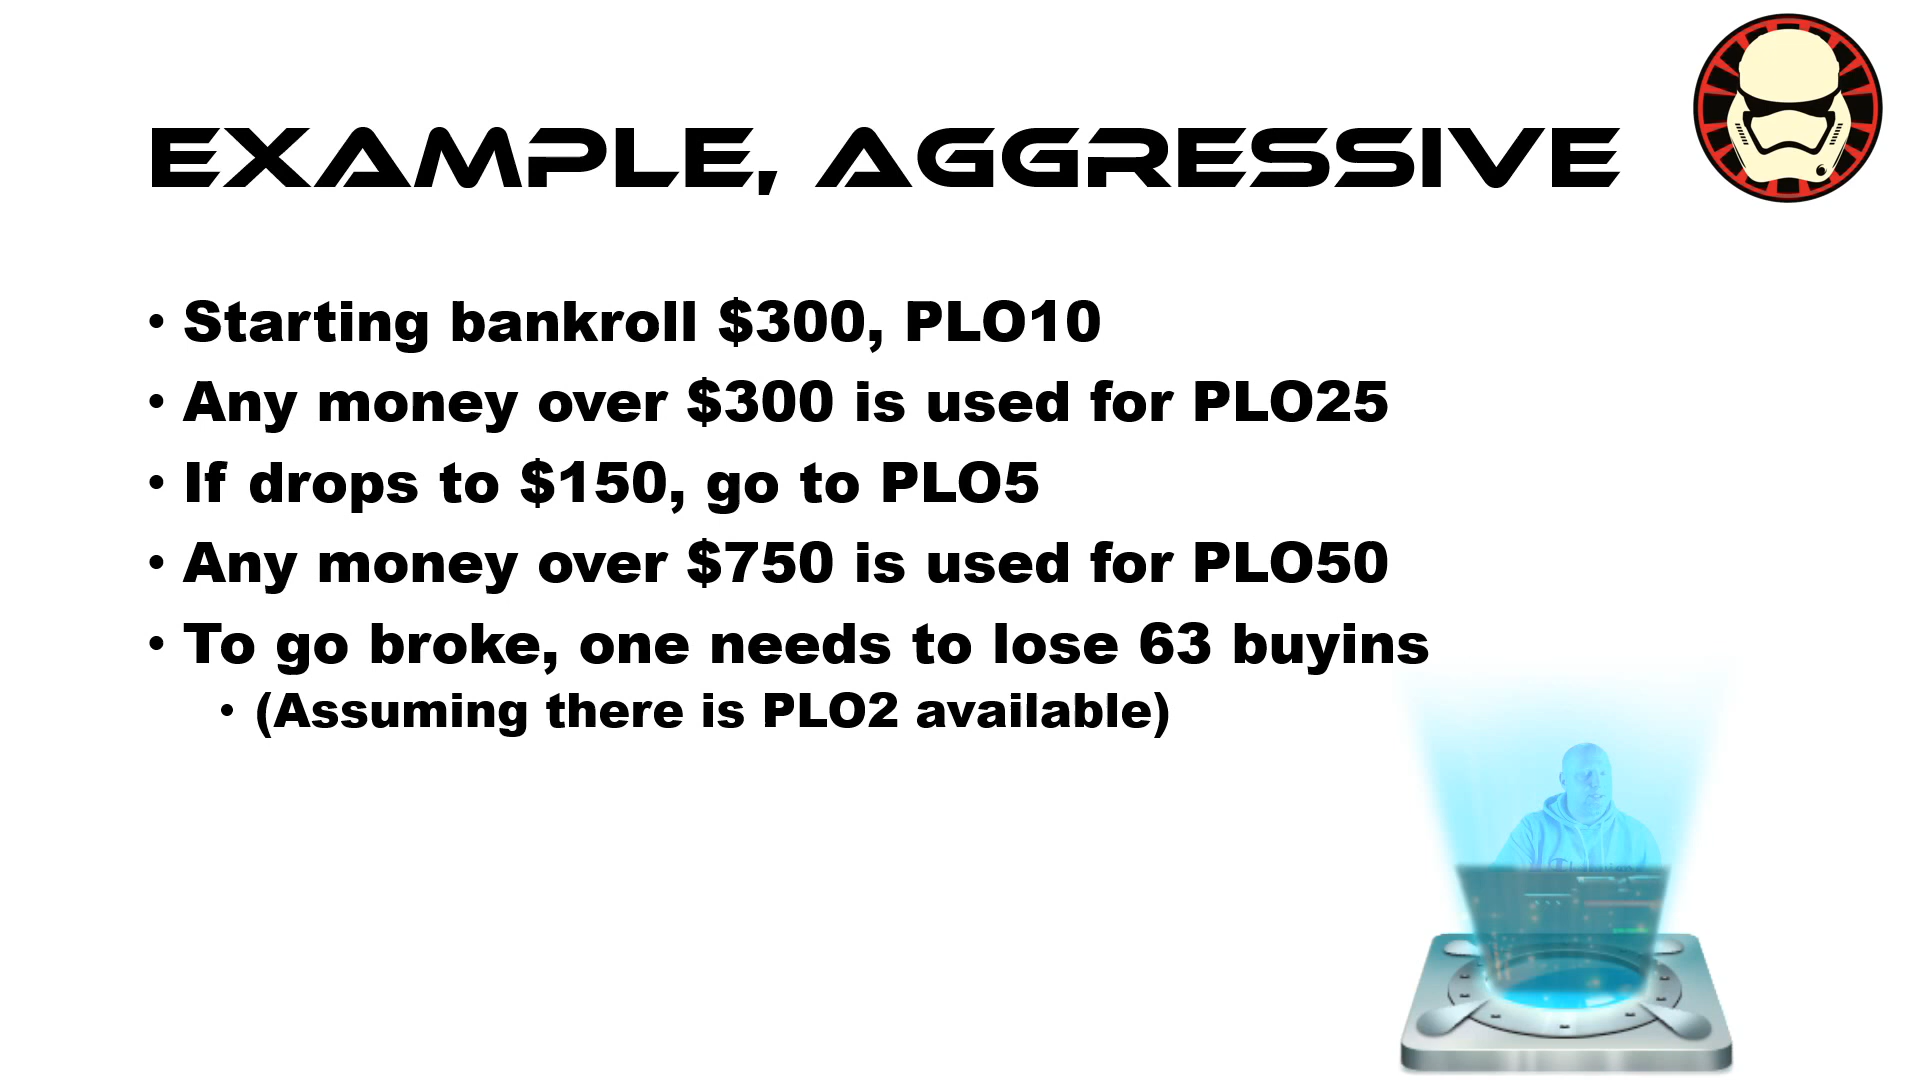 EXAMPLE, AGGRESSIVE
• Starting bankroll $300, PLO10
• Any money over $300 is used for PLO25
• If drops to $150, go to PLO5
• Any money over $750 is used for PLO50
• To go broke, one needs to lose 63 buyins
• (Assuming there is PLO2 available)